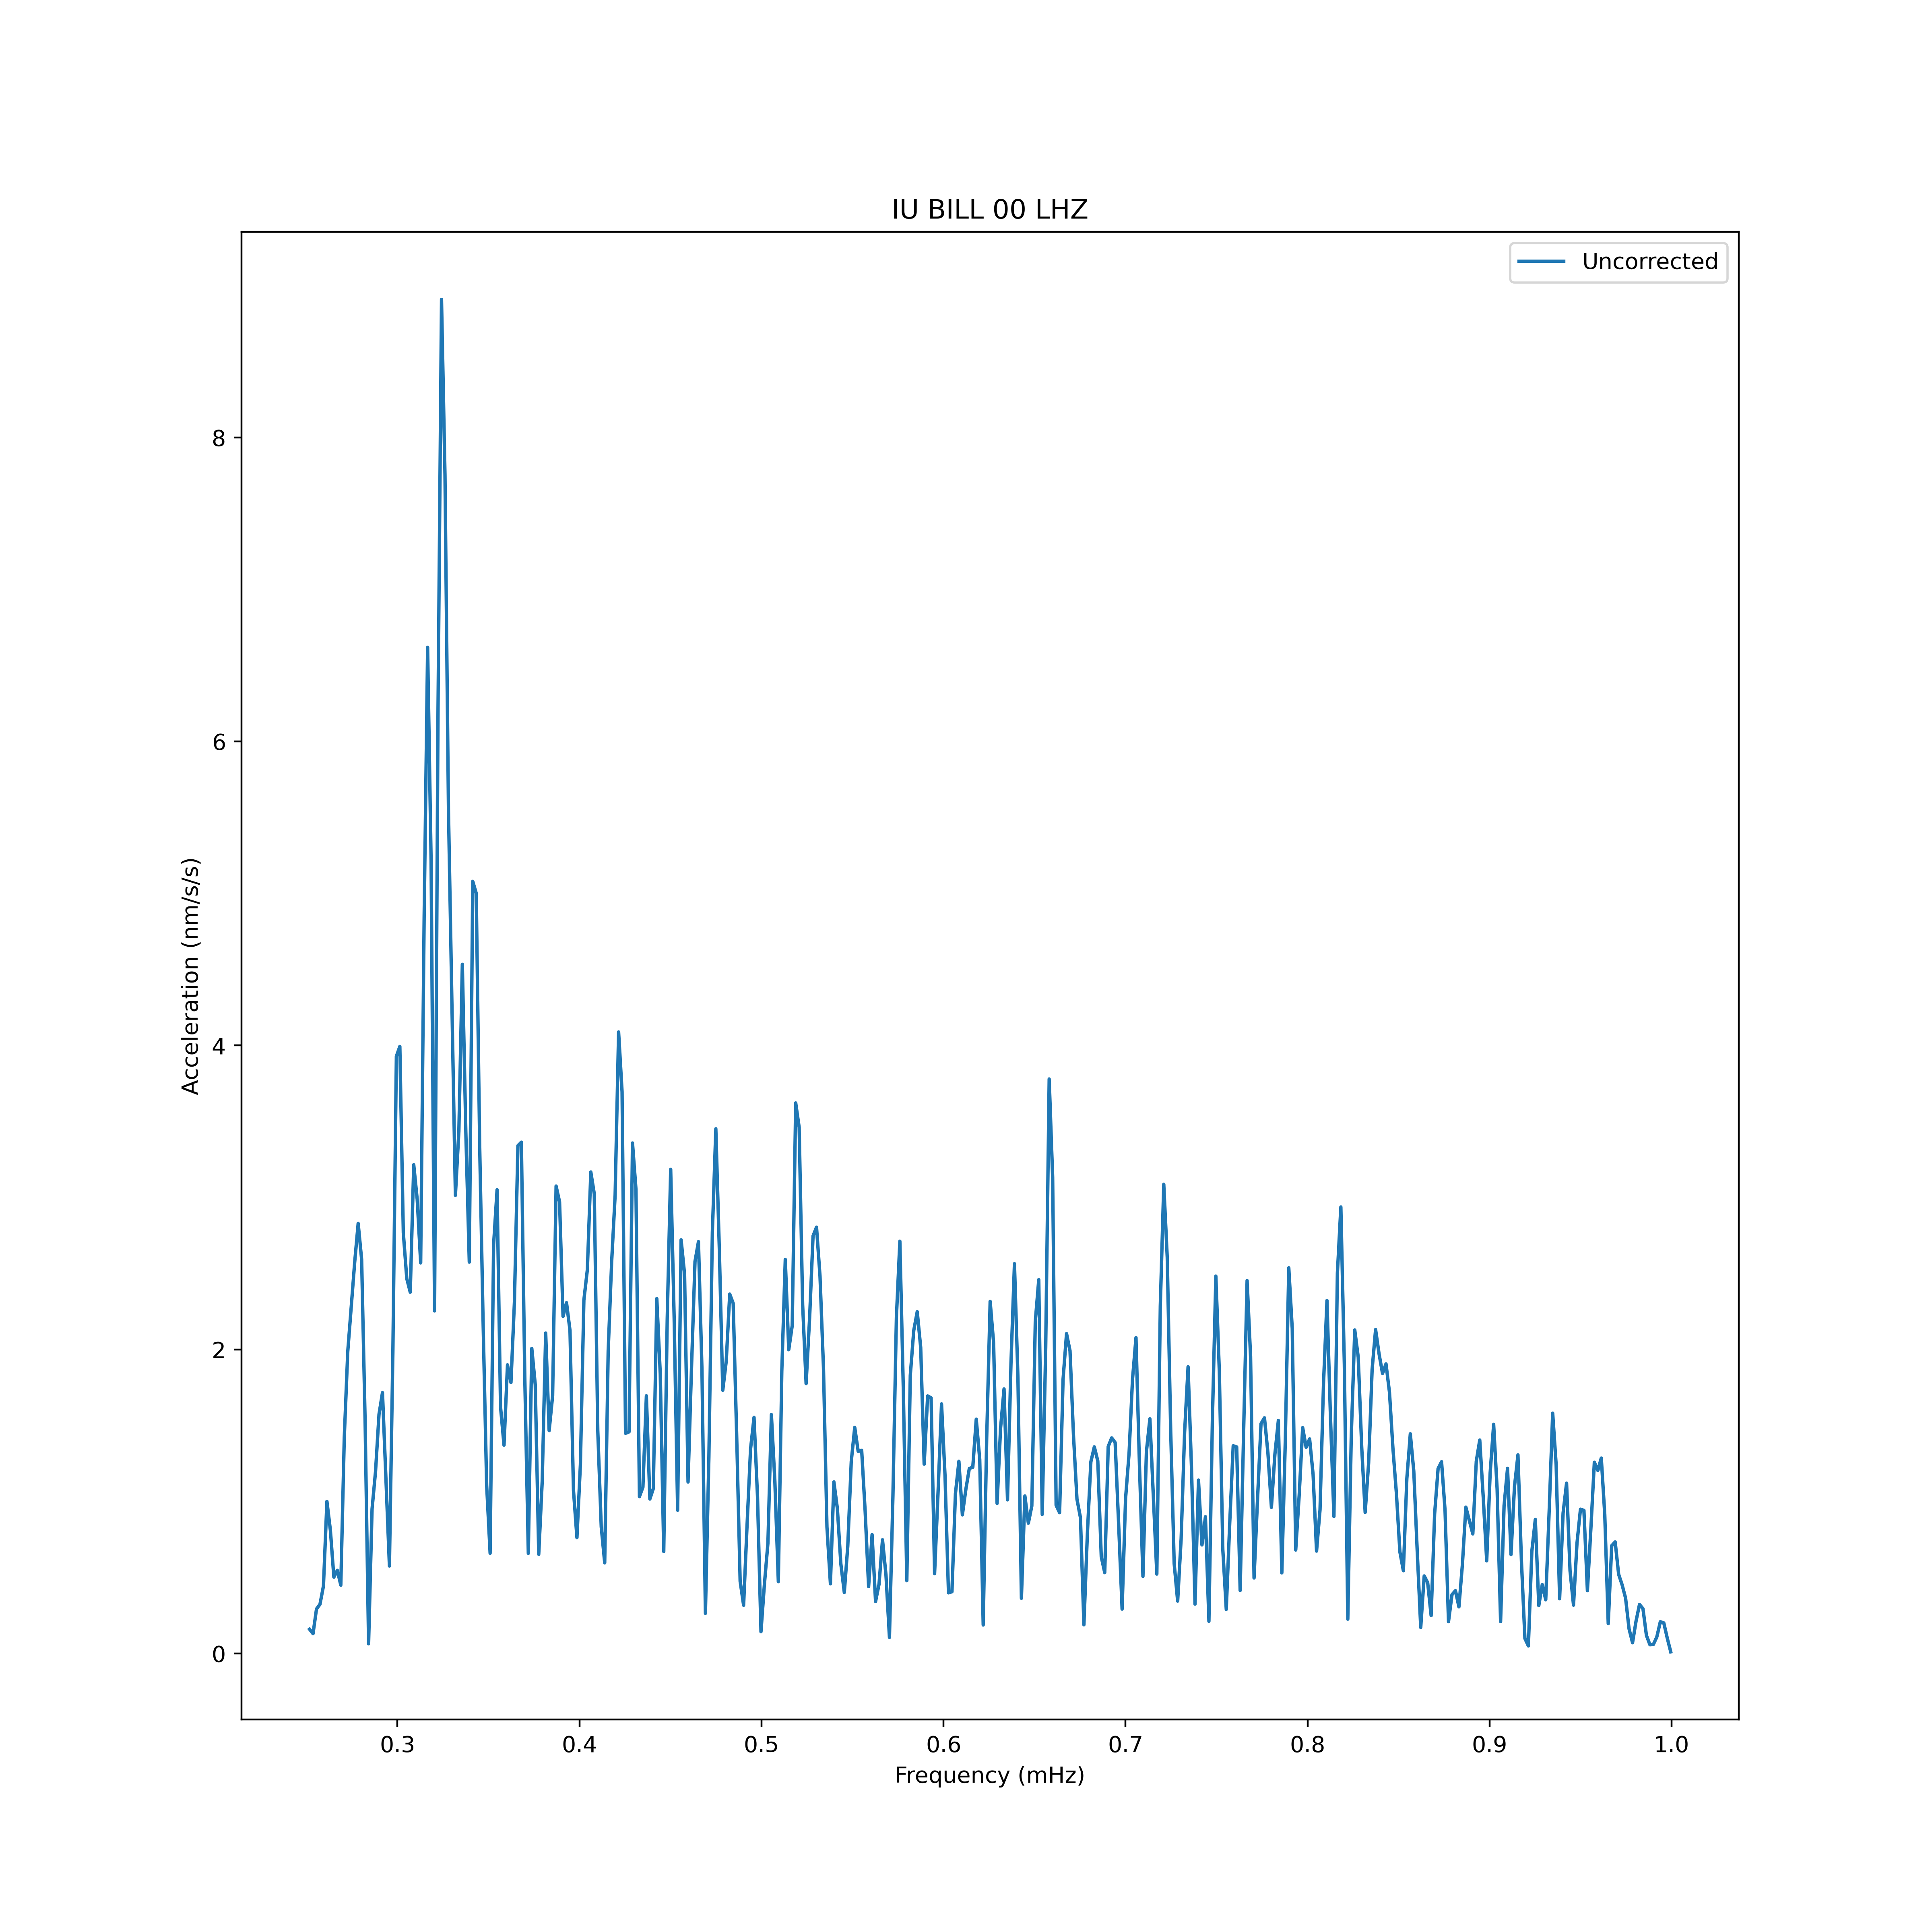 IU BILL 00 LHZ
Uncorrected
8
6
4
2
0
Acceleration (nm/s/s)
0.3 0.4 0.5 0.6 0.7 0.8 0.9 1.0
Frequency (mHz)